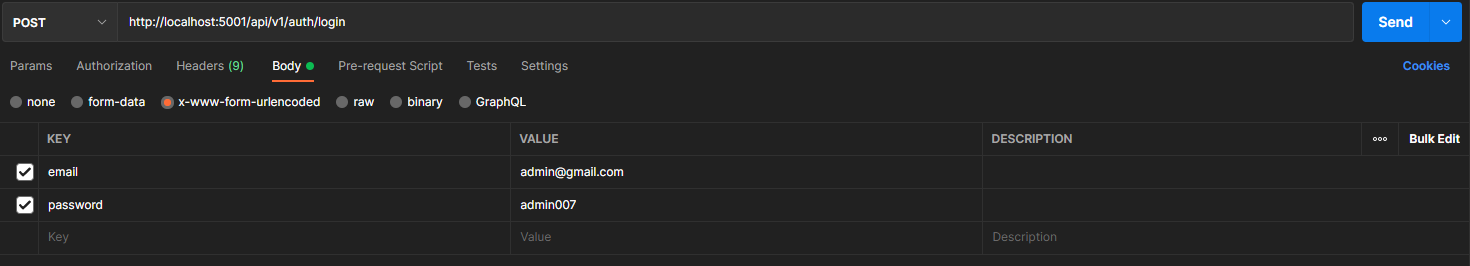 POST http://localhost:5001/api/v1/auth/login Send
Params Authorization Headers (9) Body Pre-request Script Tests Settings Cookies
none form-data x-www-form-urlencoded raw binary GraphQL
KEY VALUE DESCRIPTION Bulk Edit
email admin@gmail.com
password admin007
Key Value Description